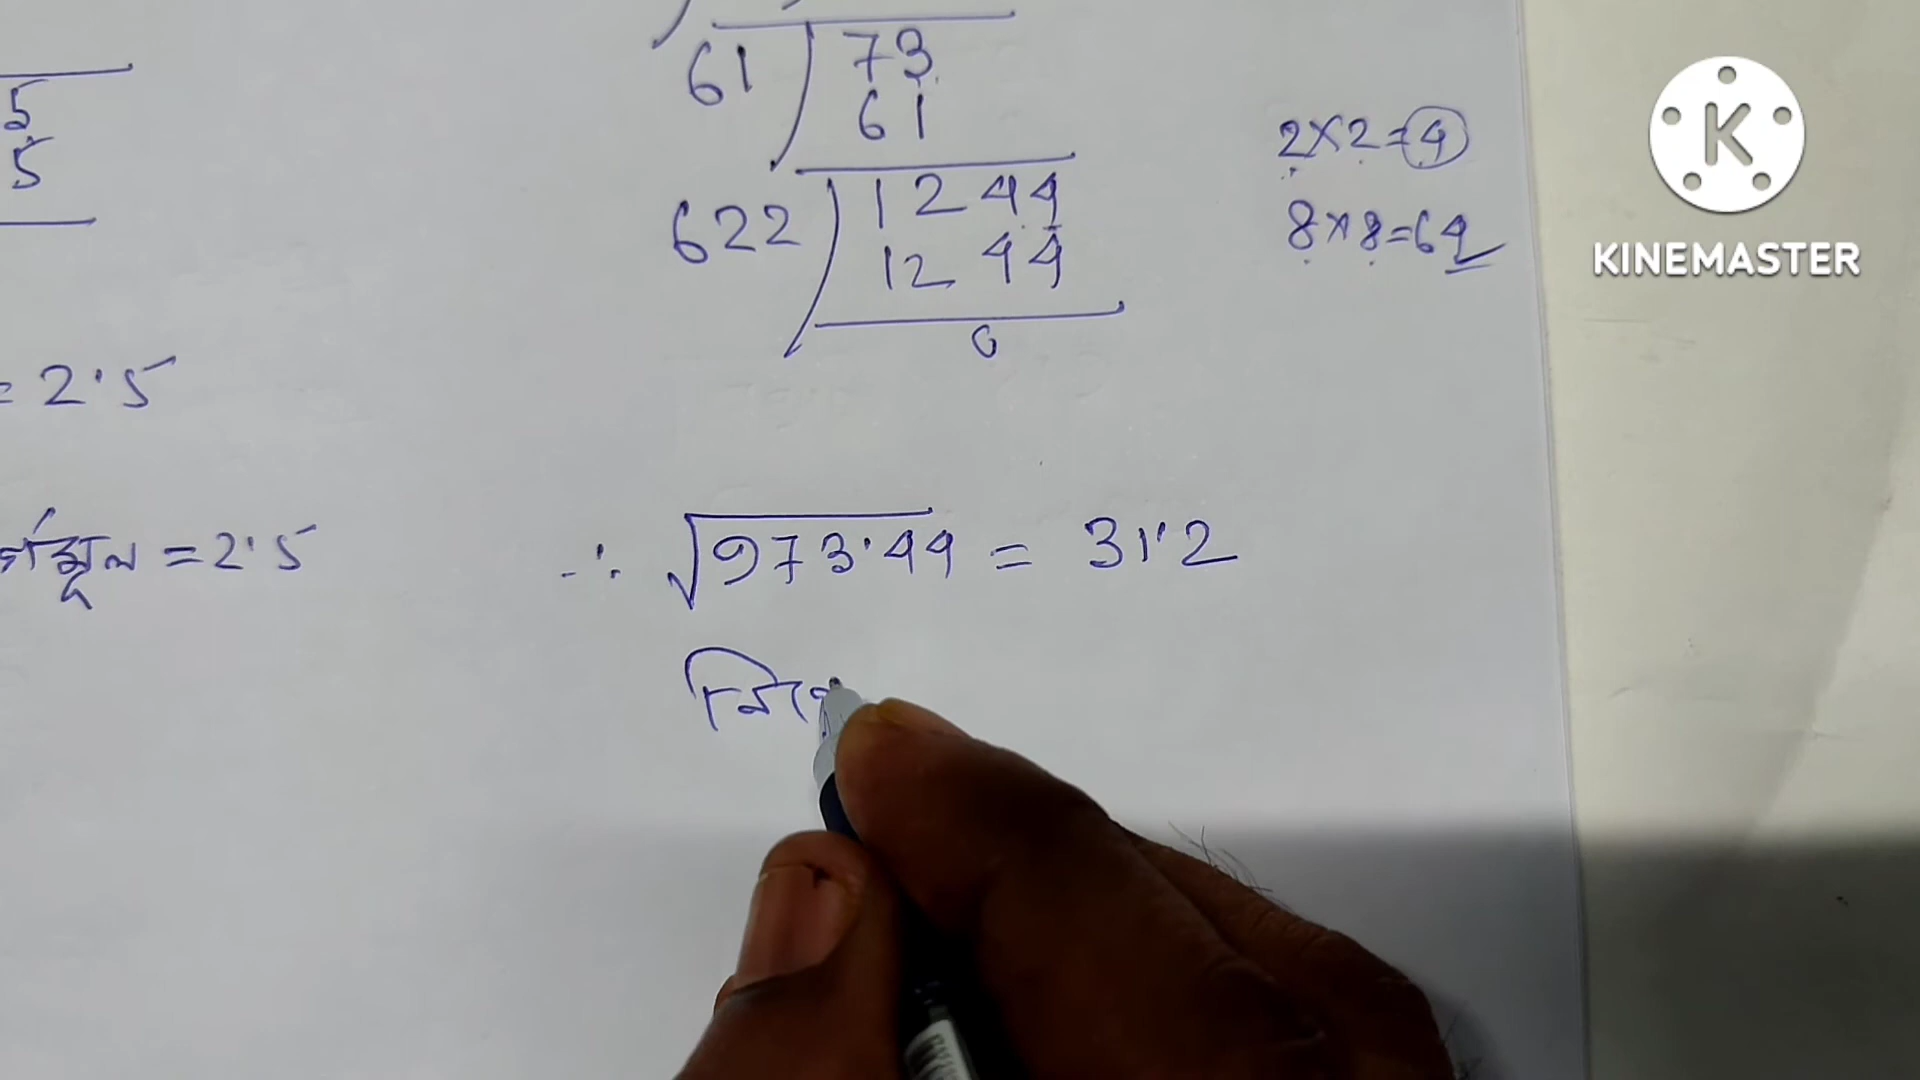 5
5
= 2.5
র্গমূল = 2.5
61 73
61
622 1244
1244
0
∴ √973.44 = 31.2
নির্ণে
2×2=4
8×8=64
KINEMASTER